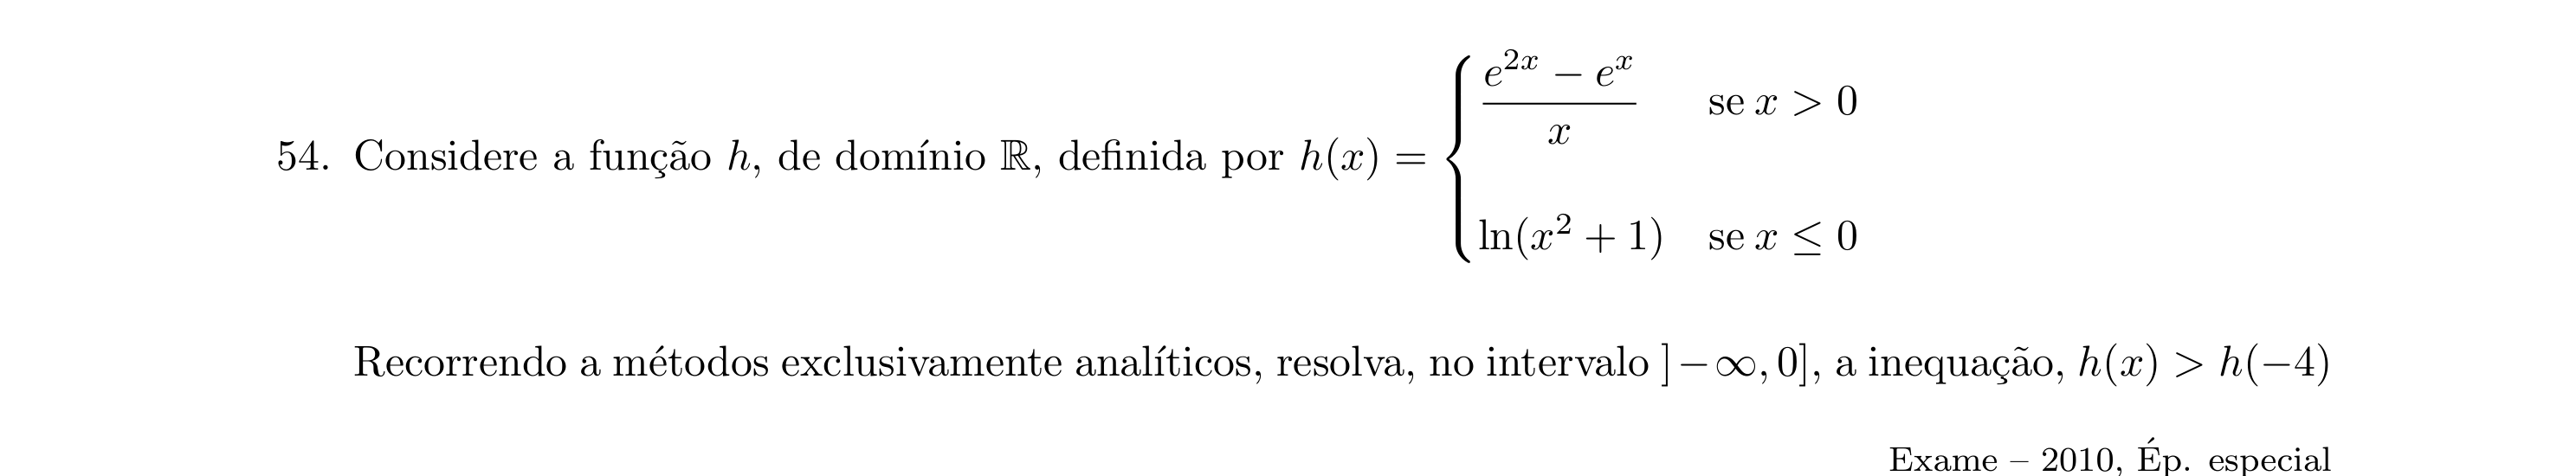 54. Considere a função h, de domínio ℝ, definida por h(x) = { (e^{2x} − e^x)/x se x > 0
ln(x² + 1) se x ≤ 0
Recorrendo a métodos exclusivamente analíticos, resolva, no intervalo ]−∞, 0], a inequação, h(x) > h(−4)
Exame – 2010, Ép. especial